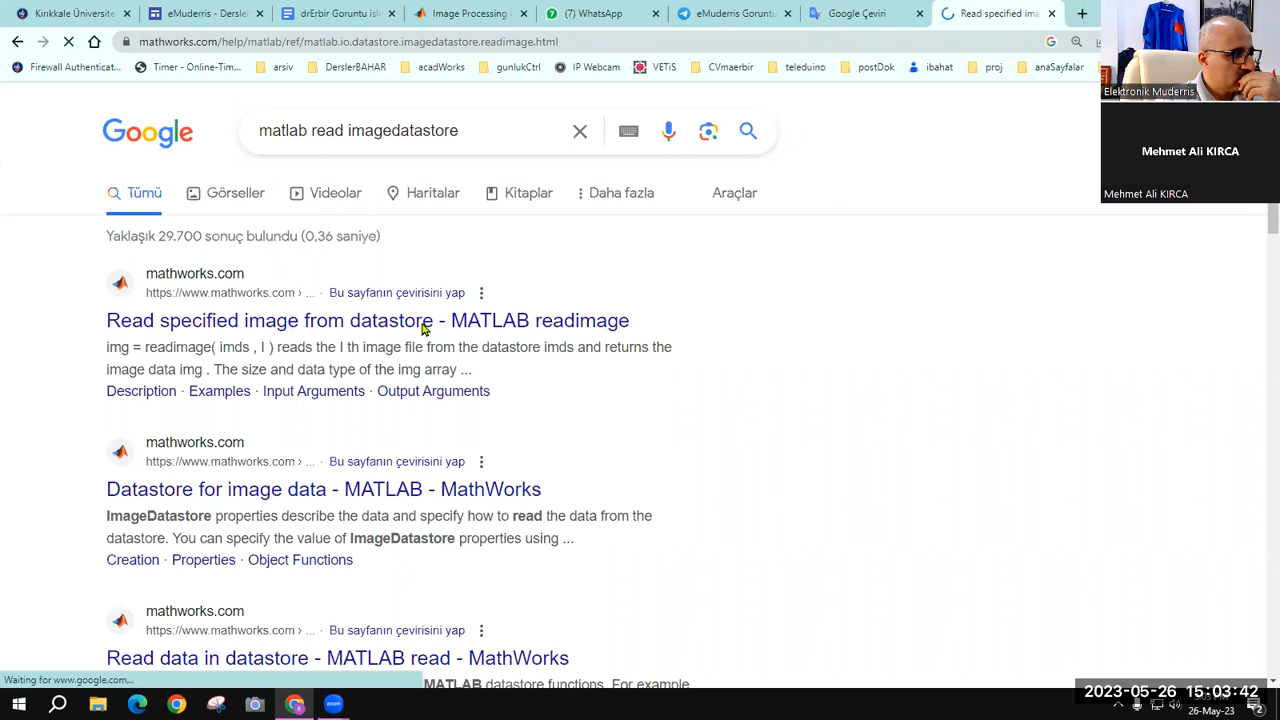 Kırıkkale Üniversite
Muderris -
drErbir Goruntu is
Image Processing
(7) WhatsApp
eMuderris Goruntu
Google Çeviri
Read specified ima
mathworks.com/help/matlab/ref/matlab.io.datastore.imagedatastore.readimage.html
Firewall Authenticat...
Timer - Online-Tim...
arsiv
DerslerBAHAR
acadWorks
gunlukCtrl
IP Webcam
VETiS
CVmaerbir
teleduino
postDok
ibahat
proj
anaSayfalar
Elektronik Muderris
Mehmet Ali KIRCA
Mehmet Ali KIRCA
Google
matlab read imagedatastore
Tümü
Görseller
Videolar
Haritalar
Kitaplar
Daha fazla
Araçlar
Yaklaşık 29.700 sonuç bulundu (0,36 saniye)
mathworks.com
https://www.mathworks.com › ... · Bu sayfanın çevirisini yap
Read specified image from datastore - MATLAB readimage
img = readimage( imds , I ) reads the I th image file from the datastore imds and returns the
image data img . The size and data type of the img array ...
Description · Examples · Input Arguments · Output Arguments
mathworks.com
https://www.mathworks.com › ... · Bu sayfanın çevirisini yap
Datastore for image data - MATLAB - MathWorks
ImageDatastore properties describe the data and specify how to read the data from the
datastore. You can specify the value of ImageDatastore properties using ...
Creation · Properties · Object Functions
mathworks.com
https://www.mathworks.com › ... · Bu sayfanın çevirisini yap
Read data in datastore - MATLAB read - MathWorks
MATLAB datastore functions. For example
Waiting for www.google.com...
2023-05-26 15:03:42
26-May-23